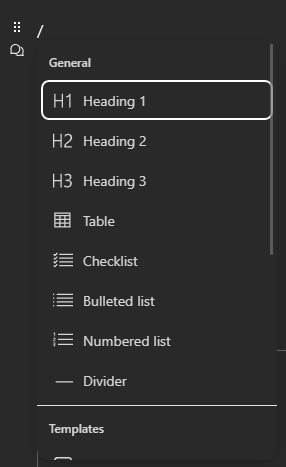 /
General
H1 Heading 1
H2 Heading 2
H3 Heading 3
Table
Checklist
Bulleted list
Numbered list
Divider
Templates